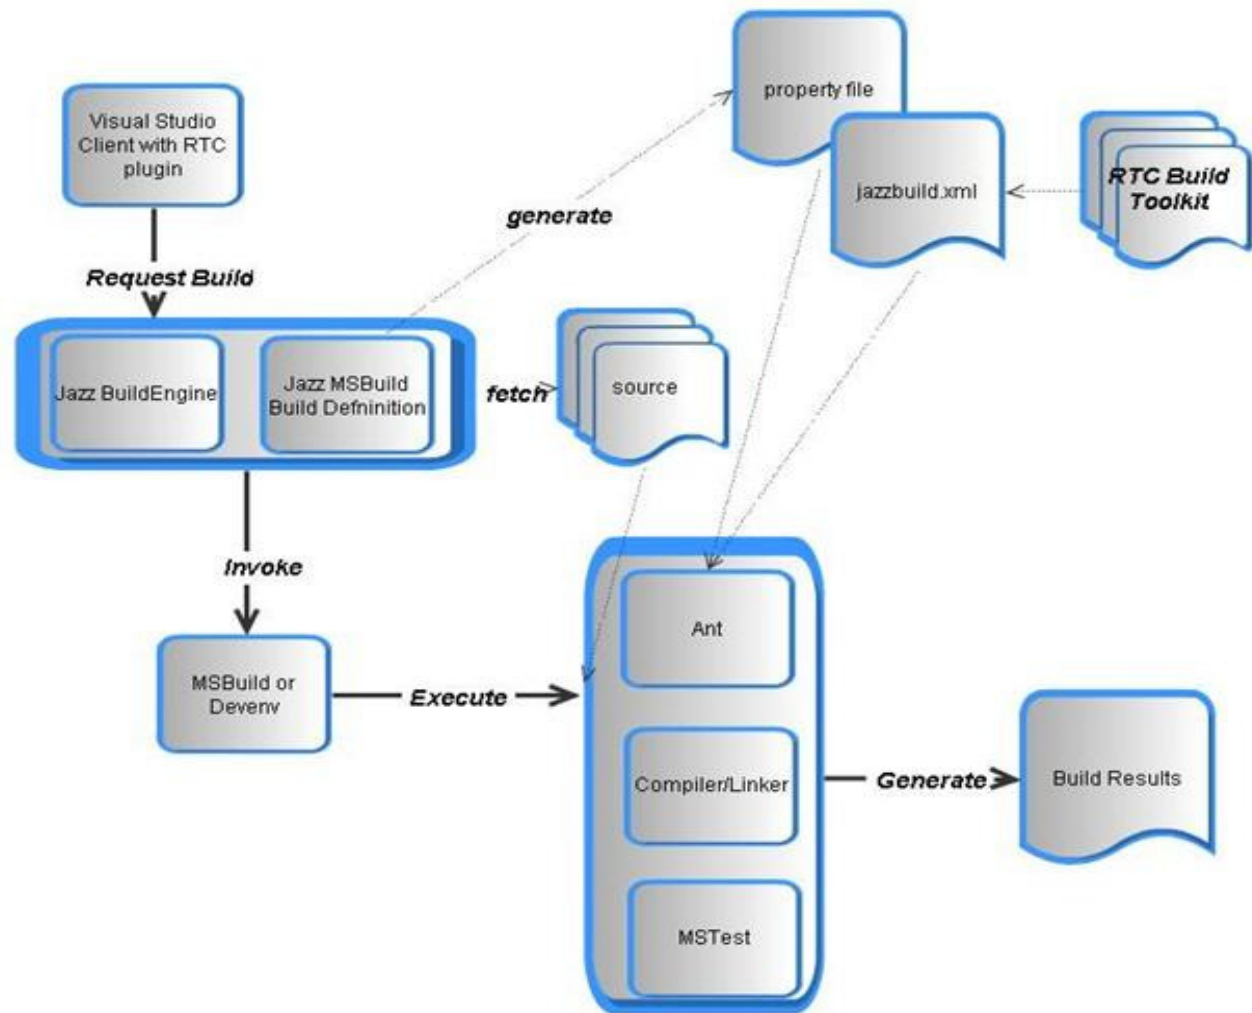 property file
Visual Studio
Client with RTC
plugin
jazzbuild.xml
RTC Build
Toolkit
generate
Request Build
Jazz BuildEngine
Jazz MSBuild
Build Defninition
fetch
source
Invoke
Ant
MSBuild or
Devenv
Execute
Compiler/Linker
Generate
Build Results
MSTest